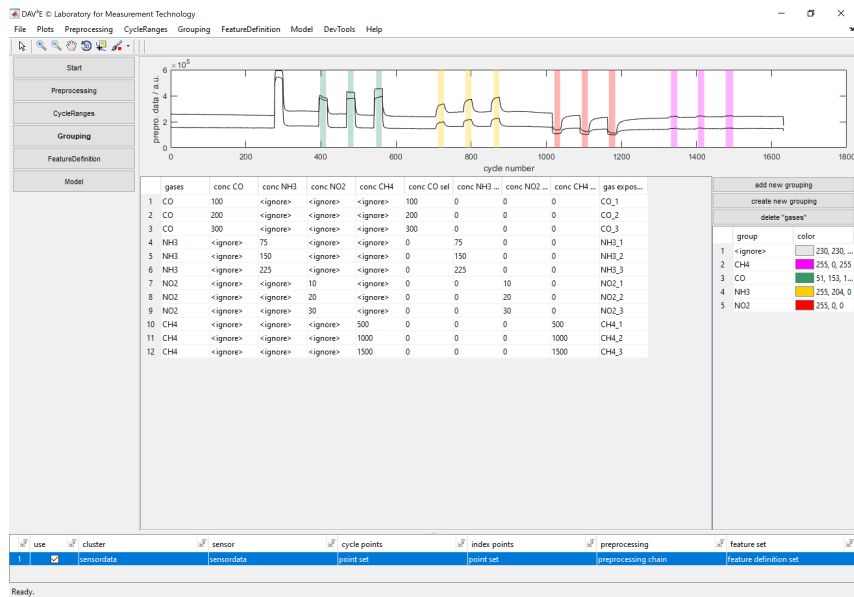 DAV³E © Laboratory for Measurement Technology
File Plots Preprocessing CycleRanges Grouping FeatureDefinition Model DevTools Help
Start
Preprocessing
CycleRanges
Grouping
FeatureDefinition
Model
×10⁵
6
4
2
0
prepro. data / a.u.
0 200 400 600 800 1000 1200 1400 1600 1800
cycle number
gases conc CO conc NH3 conc NO2 conc CH4 conc CO sel conc NH3 ... conc NO2 ... conc CH4 ... gas expos...
1 CO 100 <ignore> <ignore> <ignore> 100 0 0 0 CO_1
2 CO 200 <ignore> <ignore> <ignore> 200 0 0 0 CO_2
3 CO 300 <ignore> <ignore> <ignore> 300 0 0 0 CO_3
4 NH3 <ignore> 75 <ignore> <ignore> 0 75 0 0 NH3_1
5 NH3 <ignore> 150 <ignore> <ignore> 0 150 0 0 NH3_2
6 NH3 <ignore> 225 <ignore> <ignore> 0 225 0 0 NH3_3
7 NO2 <ignore> <ignore> 10 <ignore> 0 0 10 0 NO2_1
8 NO2 <ignore> <ignore> 20 <ignore> 0 0 20 0 NO2_2
9 NO2 <ignore> <ignore> 30 <ignore> 0 0 30 0 NO2_3
10 CH4 <ignore> <ignore> <ignore> 500 0 0 0 500 CH4_1
11 CH4 <ignore> <ignore> <ignore> 1000 0 0 0 1000 CH4_2
12 CH4 <ignore> <ignore> <ignore> 1500 0 0 0 1500 CH4_3
add new grouping
create new grouping
delete "gases"
group color
1 <ignore> 230, 230, ...
2 CH4 255, 0, 255
3 CO 51, 153, 1...
4 NH3 255, 204, 0
5 NO2 255, 0, 0
use cluster sensor cycle points index points preprocessing feature set
1 sensordata sensordata point set point set preprocessing chain feature definition set
Ready.